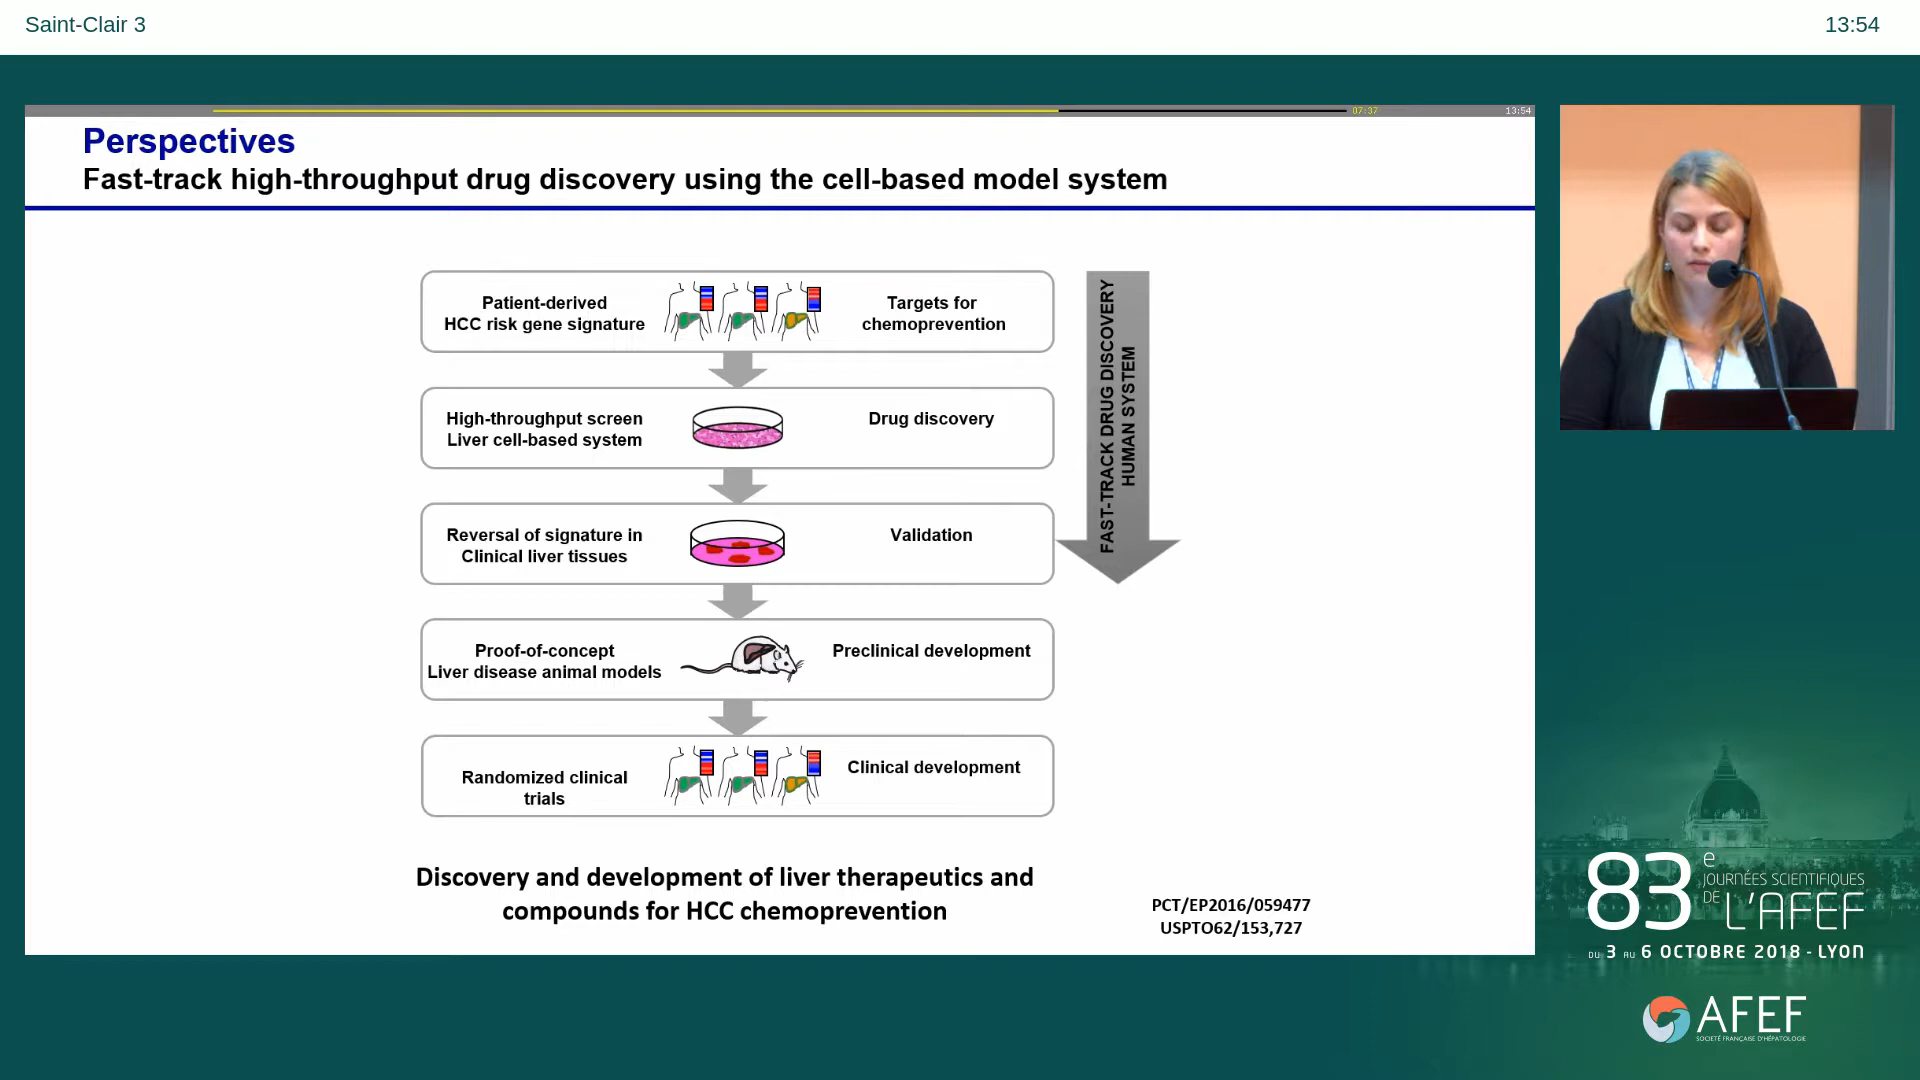 Saint-Clair 3
13:54
07:37
13:54
Perspectives
Fast-track high-throughput drug discovery using the cell-based model system
Patient-derived
HCC risk gene signature
Targets for
chemoprevention
High-throughput screen
Liver cell-based system
Drug discovery
Reversal of signature in
Clinical liver tissues
Validation
Proof-of-concept
Liver disease animal models
Preclinical development
Randomized clinical
trials
Clinical development
FAST-TRACK DRUG DISCOVERY
HUMAN SYSTEM
Discovery and development of liver therapeutics and
compounds for HCC chemoprevention
PCT/EP2016/059477
USPTO62/153,727
83e
JOURNÉES SCIENTIFIQUES
DE L'AFEF
DU 3 AU 6 OCTOBRE 2018 - LYON
AFEF
SOCIÉTÉ FRANÇAISE D'HÉPATOLOGIE